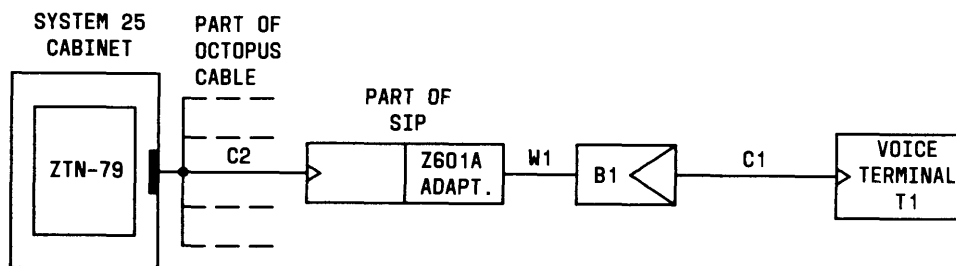 SYSTEM 25
CABINET
PART OF
OCTOPUS
CABLE
PART OF
SIP
ZTN-79
C2
Z601A
ADAPT.
W1
B1
C1
VOICE
TERMINAL
T1